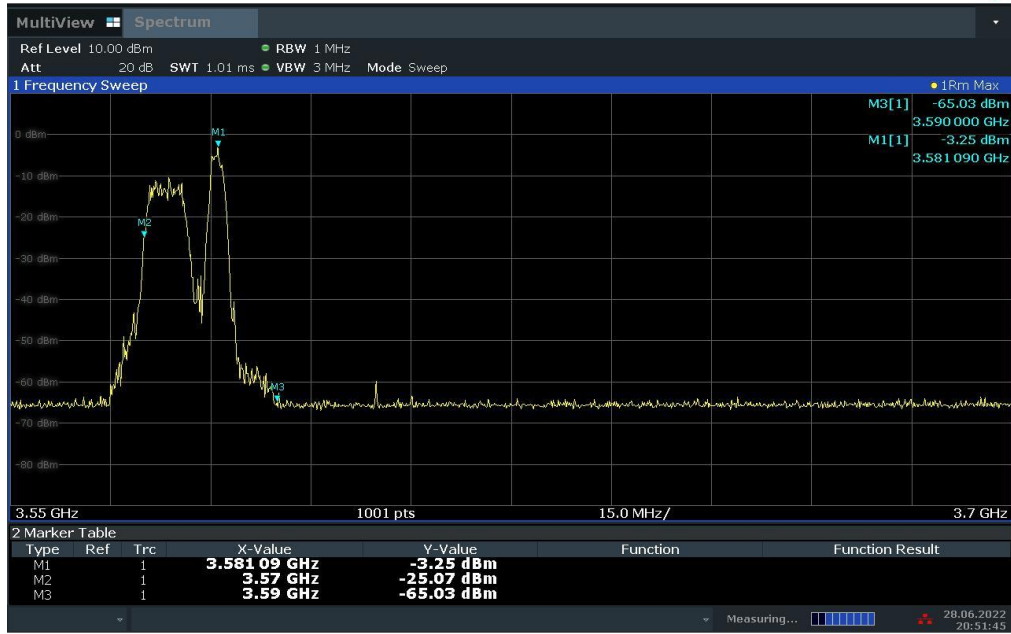 MultiView Spectrum
Ref Level 10.00 dBm RBW 1 MHz
Att 20 dB SWT 1.01 ms VBW 3 MHz Mode Sweep
1 Frequency Sweep 1Rm Max
M3[1] -65.03 dBm
3.590 000 GHz
M1[1] -3.25 dBm
3.581 090 GHz
0 dBm
M1
-10 dBm
-20 dBm
M2
-30 dBm
-40 dBm
-50 dBm
-60 dBm
M3
-70 dBm
-80 dBm
3.55 GHz 1001 pts 15.0 MHz/ 3.7 GHz
2 Marker Table
Type Ref Trc X-Value Y-Value Function Function Result
M1 1 3.581 09 GHz -3.25 dBm
M2 1 3.57 GHz -25.07 dBm
M3 1 3.59 GHz -65.03 dBm
Measuring... 28.06.2022
20:51:45